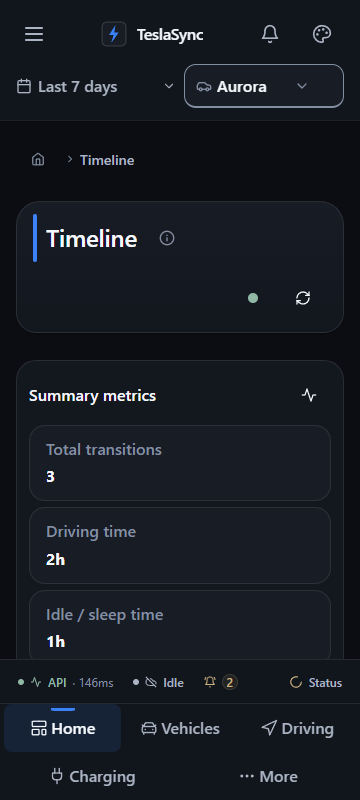 TeslaSync
Last 7 days
Aurora
Timeline
Timeline
Summary metrics
Total transitions
3
Driving time
2h
Idle / sleep time
1h
API · 146ms
Idle
2
Status
Home
Vehicles
Driving
Charging
More